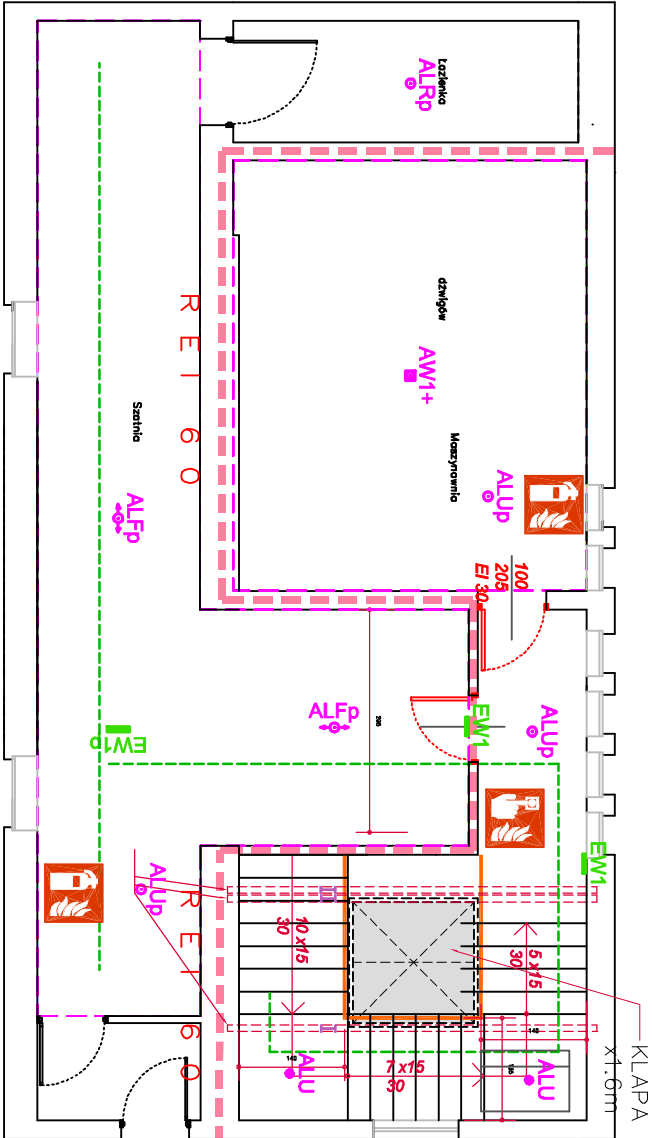 Łazienka
ALRp
dźwigów
Maszynownia
AW1+
ALUp
REI 60
Szatnia
ALFp
100
205
EI 30
ALFp
EW1
ALUp
EW1p
EW1
ALUp
REI 60
10 x15
30
5 x15
30
7 x15
30
ALU
ALU
KLAPA
x1.6m